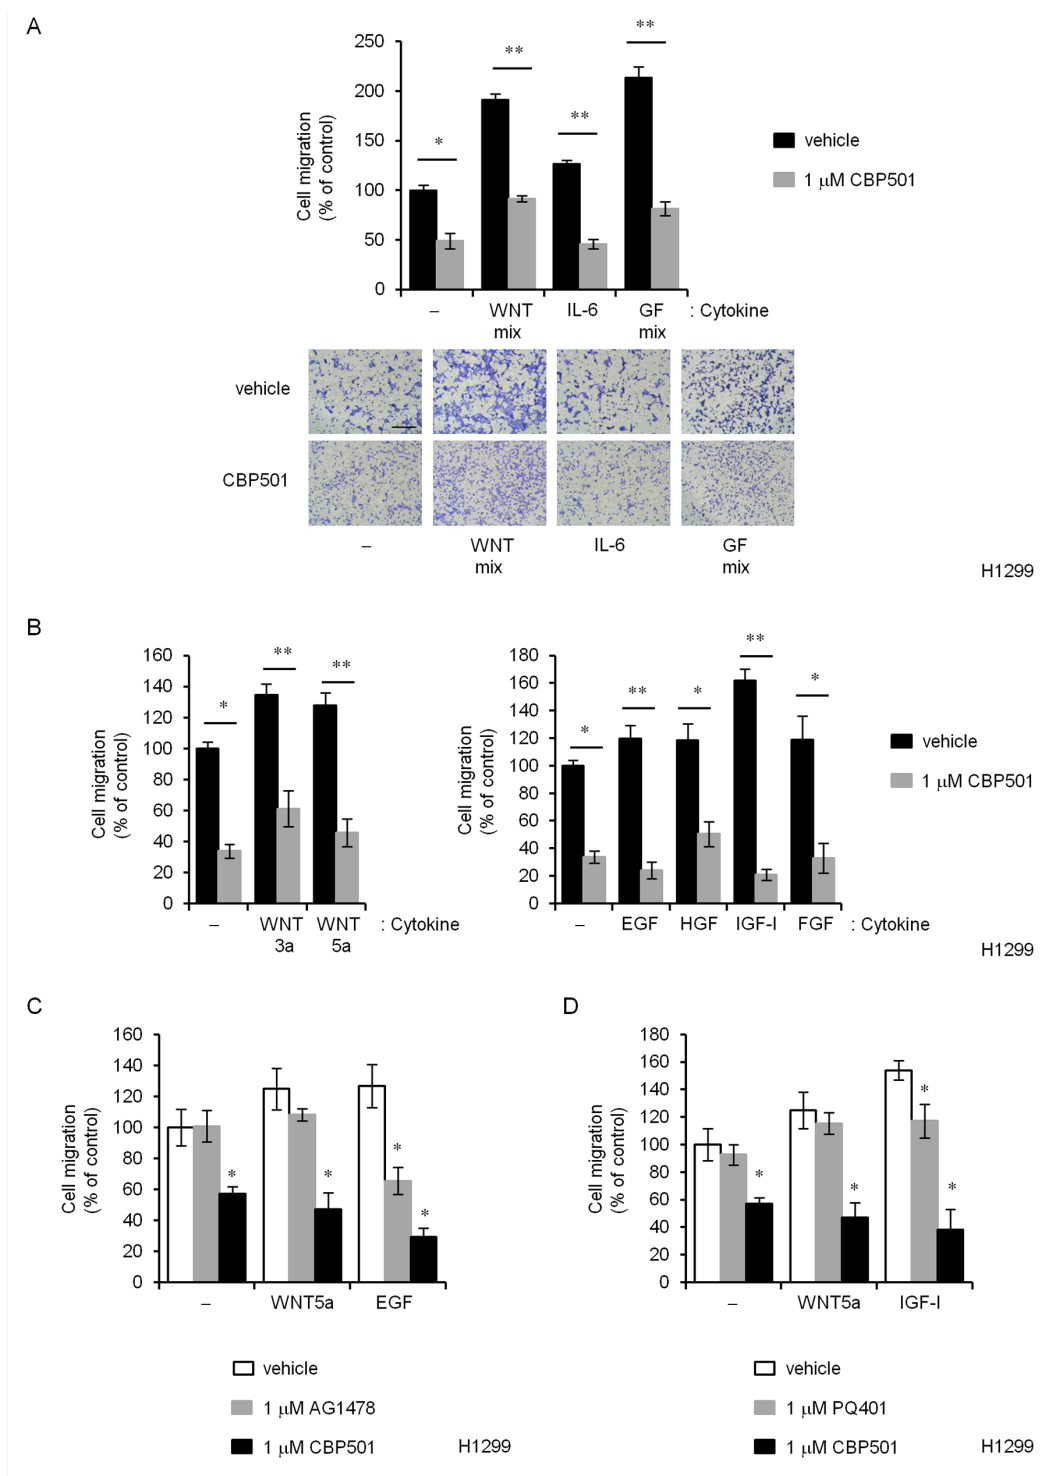 A
250
200
150
100
50
0
Cell migration
(% of control)
*
**
**
**
vehicle
1 µM CBP501
– WNT IL-6 GF : Cytokine
mix mix
vehicle
CBP501
– WNT IL-6 GF
mix mix
H1299
B
160
140
120
100
80
60
40
20
0
Cell migration
(% of control)
*
**
**
– WNT WNT : Cytokine
3a 5a
180
160
140
120
100
80
60
40
20
0
Cell migration
(% of control)
*
**
*
**
*
– EGF HGF IGF-I FGF : Cytokine
vehicle
1 µM CBP501
H1299
C
160
140
120
100
80
60
40
20
0
Cell migration
(% of control)
*
*
*
*
– WNT5a EGF
vehicle
1 µM AG1478
1 µM CBP501
H1299
D
180
160
140
120
100
80
60
40
20
0
Cell migration
(% of control)
*
*
*
*
– WNT5a IGF-I
vehicle
1 µM PQ401
1 µM CBP501
H1299